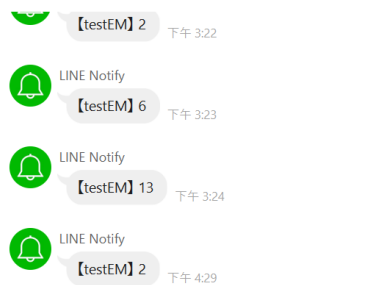 【testEM】2
下午 3:22
LINE Notify
【testEM】6
下午 3:23
LINE Notify
【testEM】13
下午 3:24
LINE Notify
【testEM】2
下午 4:29